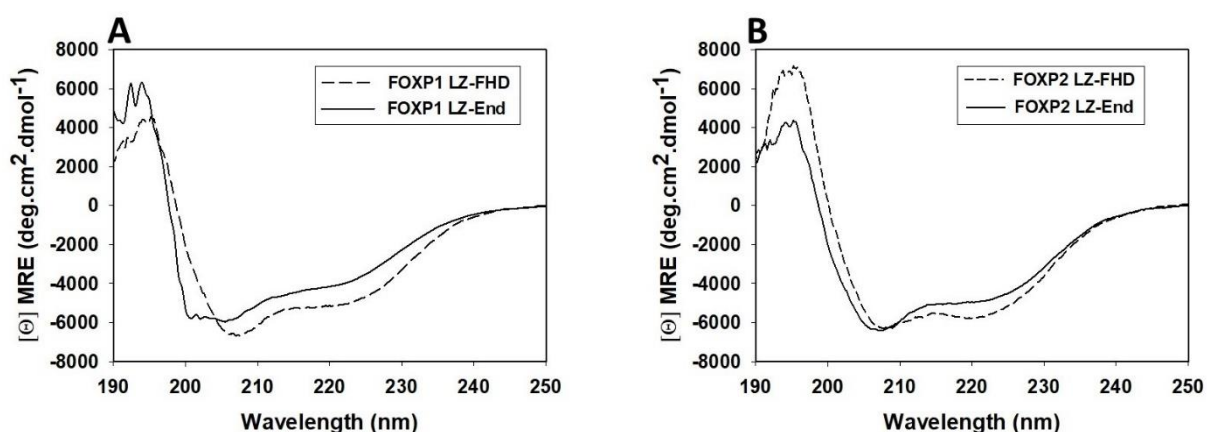 A
8000
6000
4000
2000
0
-2000
-4000
-6000
-8000
[Θ] MRE (deg.cm².dmol⁻¹)
FOXP1 LZ-FHD
FOXP1 LZ-End
190 200 210 220 230 240 250
Wavelength (nm)
B
8000
6000
4000
2000
0
-2000
-4000
-6000
-8000
[Θ] MRE (deg.cm².dmol⁻¹)
FOXP2 LZ-FHD
FOXP2 LZ-End
190 200 210 220 230 240 250
Wavelength (nm)